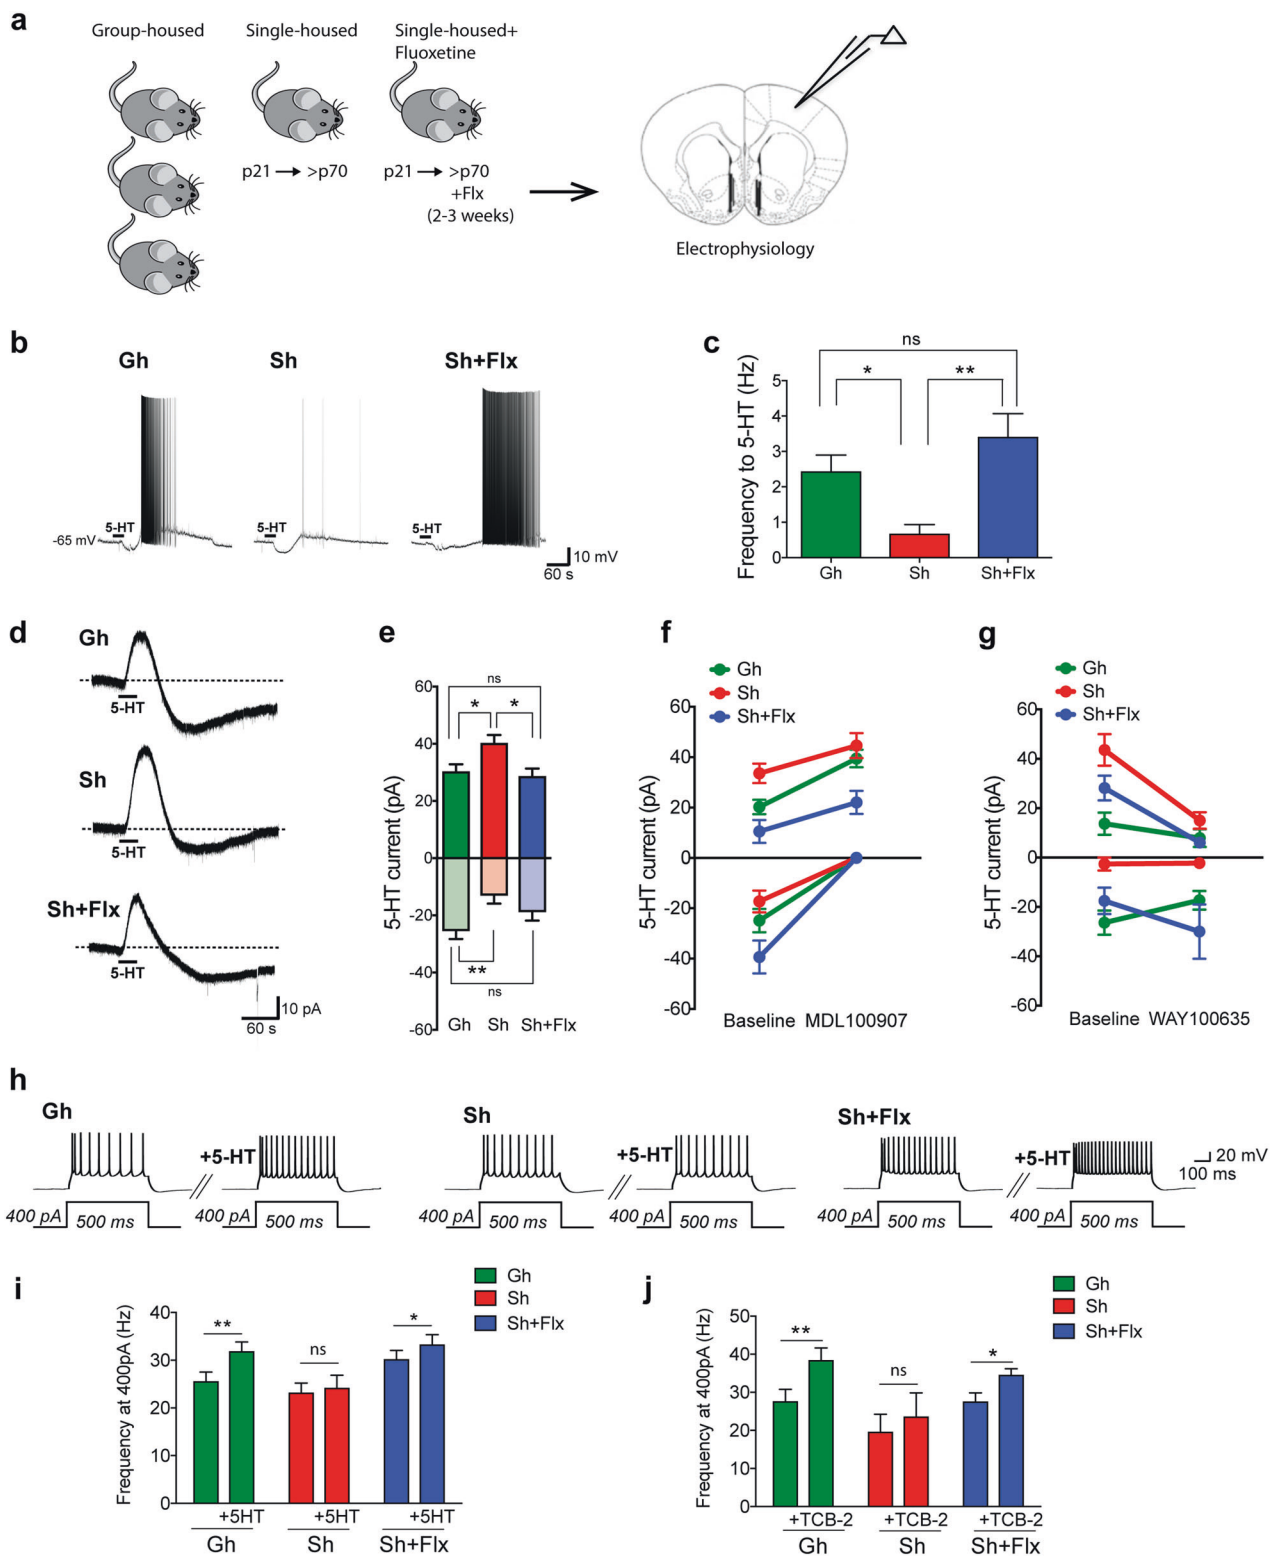 a
Group-housed
Single-housed
Single-housed+
Fluoxetine
p21 → >p70
p21 → >p70
+Flx
(2-3 weeks)
Electrophysiology
b
Gh
Sh
Sh+Flx
5-HT
5-HT
5-HT
-65 mV
10 mV
60 s
c
ns
*
**
Frequency to 5-HT (Hz)
5
4
3
2
1
0
Gh
Sh
Sh+Flx
d
Gh
5-HT
Sh
5-HT
Sh+Flx
5-HT
10 pA
60 s
e
5-HT current (pA)
60
40
20
0
-20
-40
-60
ns
*
*
**
ns
Gh
Sh
Sh+Flx
f
Gh
Sh
Sh+Flx
5-HT current (pA)
60
40
20
0
-20
-40
-60
Baseline
MDL100907
g
Gh
Sh
Sh+Flx
5-HT current (pA)
60
40
20
0
-20
-40
-60
Baseline
WAY100635
h
Gh
+5-HT
400 pA
500 ms
400 pA
500 ms
Sh
+5-HT
400 pA
500 ms
400 pA
500 ms
Sh+Flx
+5-HT
400 pA
500 ms
400 pA
500 ms
20 mV
100 ms
i
Gh
Sh
Sh+Flx
Frequency at 400pA (Hz)
40
30
20
10
0
**
ns
*
+5HT
+5HT
+5HT
Gh
Sh
Sh+Flx
j
Gh
Sh
Sh+Flx
Frequency at 400pA (Hz)
50
40
30
20
10
0
**
ns
*
+TCB-2
+TCB-2
+TCB-2
Gh
Sh
Sh+Flx